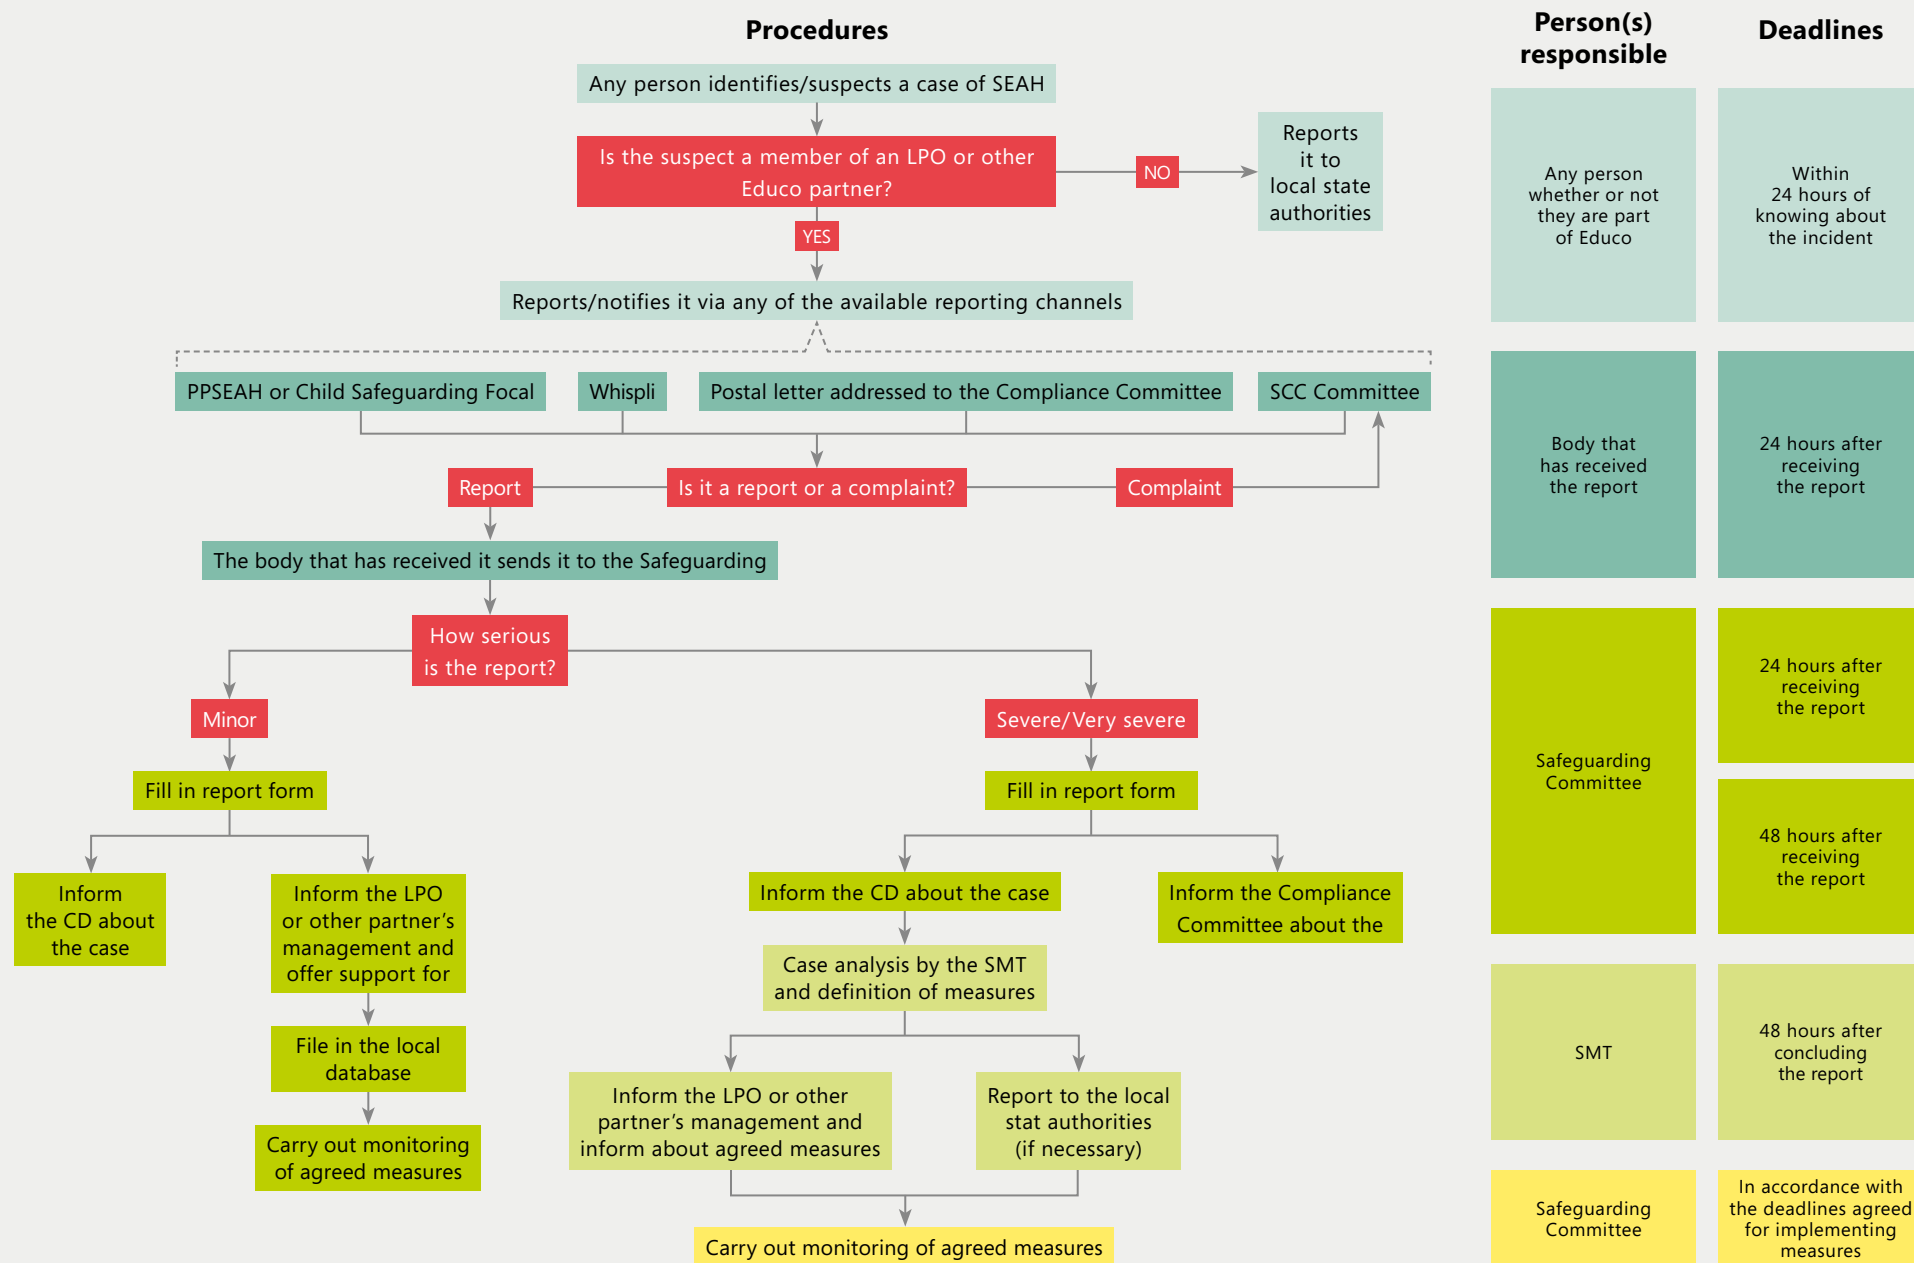 Procedures
Person(s)
responsible
Deadlines
Any person identifies/suspects a case of SEAH
Is the suspect a member of an LPO or other
Educo partner?
NO
Reports
it to
local state
authorities
YES
Reports/notifies it via any of the available reporting channels
Any person
whether or not
they are part
of Educo
Within
24 hours of
knowing about
the incident
PPSEAH or Child Safeguarding Focal
Whispli
Postal letter addressed to the Compliance Committee
SCC Committee
Report
Is it a report or a complaint?
Complaint
The body that has received it sends it to the Safeguarding
Body that
has received
the report
24 hours after
receiving
the report
How serious
is the report?
Minor
Severe/Very severe
Fill in report form
Fill in report form
Inform
the CD about
the case
Inform the LPO
or other partner's
management and
offer support for
Inform the CD about the case
Inform the Compliance
Committee about the
Safeguarding
Committee
24 hours after
receiving
the report
48 hours after
receiving
the report
File in the local
database
Carry out monitoring
of agreed measures
Case analysis by the SMT
and definition of measures
Inform the LPO or other
partner's management and
inform about agreed measures
Report to the local
stat authorities
(if necessary)
SMT
48 hours after
concluding
the report
Carry out monitoring of agreed measures
Safeguarding
Committee
In accordance with
the deadlines agreed
for implementing
measures